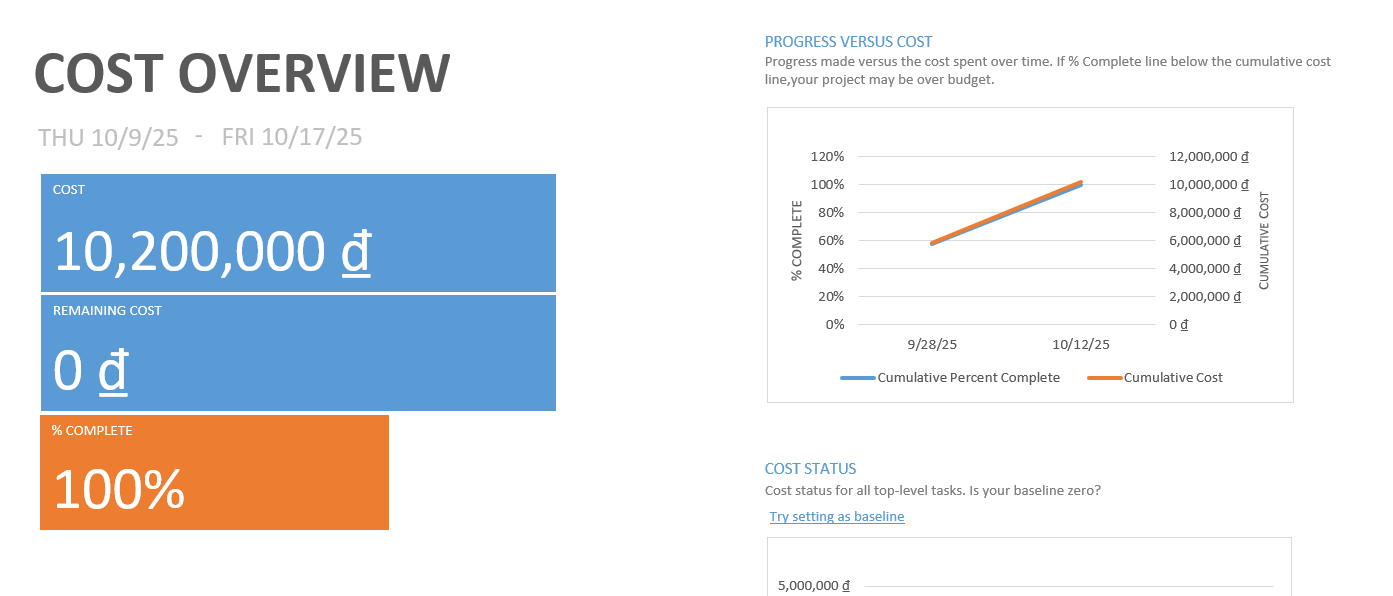 COST OVERVIEW
THU 10/9/25 - FRI 10/17/25
COST
10,200,000 ₫
REMAINING COST
0 ₫
% COMPLETE
100%
PROGRESS VERSUS COST
Progress made versus the cost spent over time. If % Complete line below the cumulative cost
line,your project may be over budget.
% COMPLETE
120%
100%
80%
60%
40%
20%
0%
12,000,000 ₫
10,000,000 ₫
8,000,000 ₫
6,000,000 ₫
4,000,000 ₫
2,000,000 ₫
0 ₫
CUMULATIVE COST
9/28/25 10/12/25
Cumulative Percent Complete Cumulative Cost
COST STATUS
Cost status for all top-level tasks. Is your baseline zero?
Try setting as baseline
5,000,000 ₫